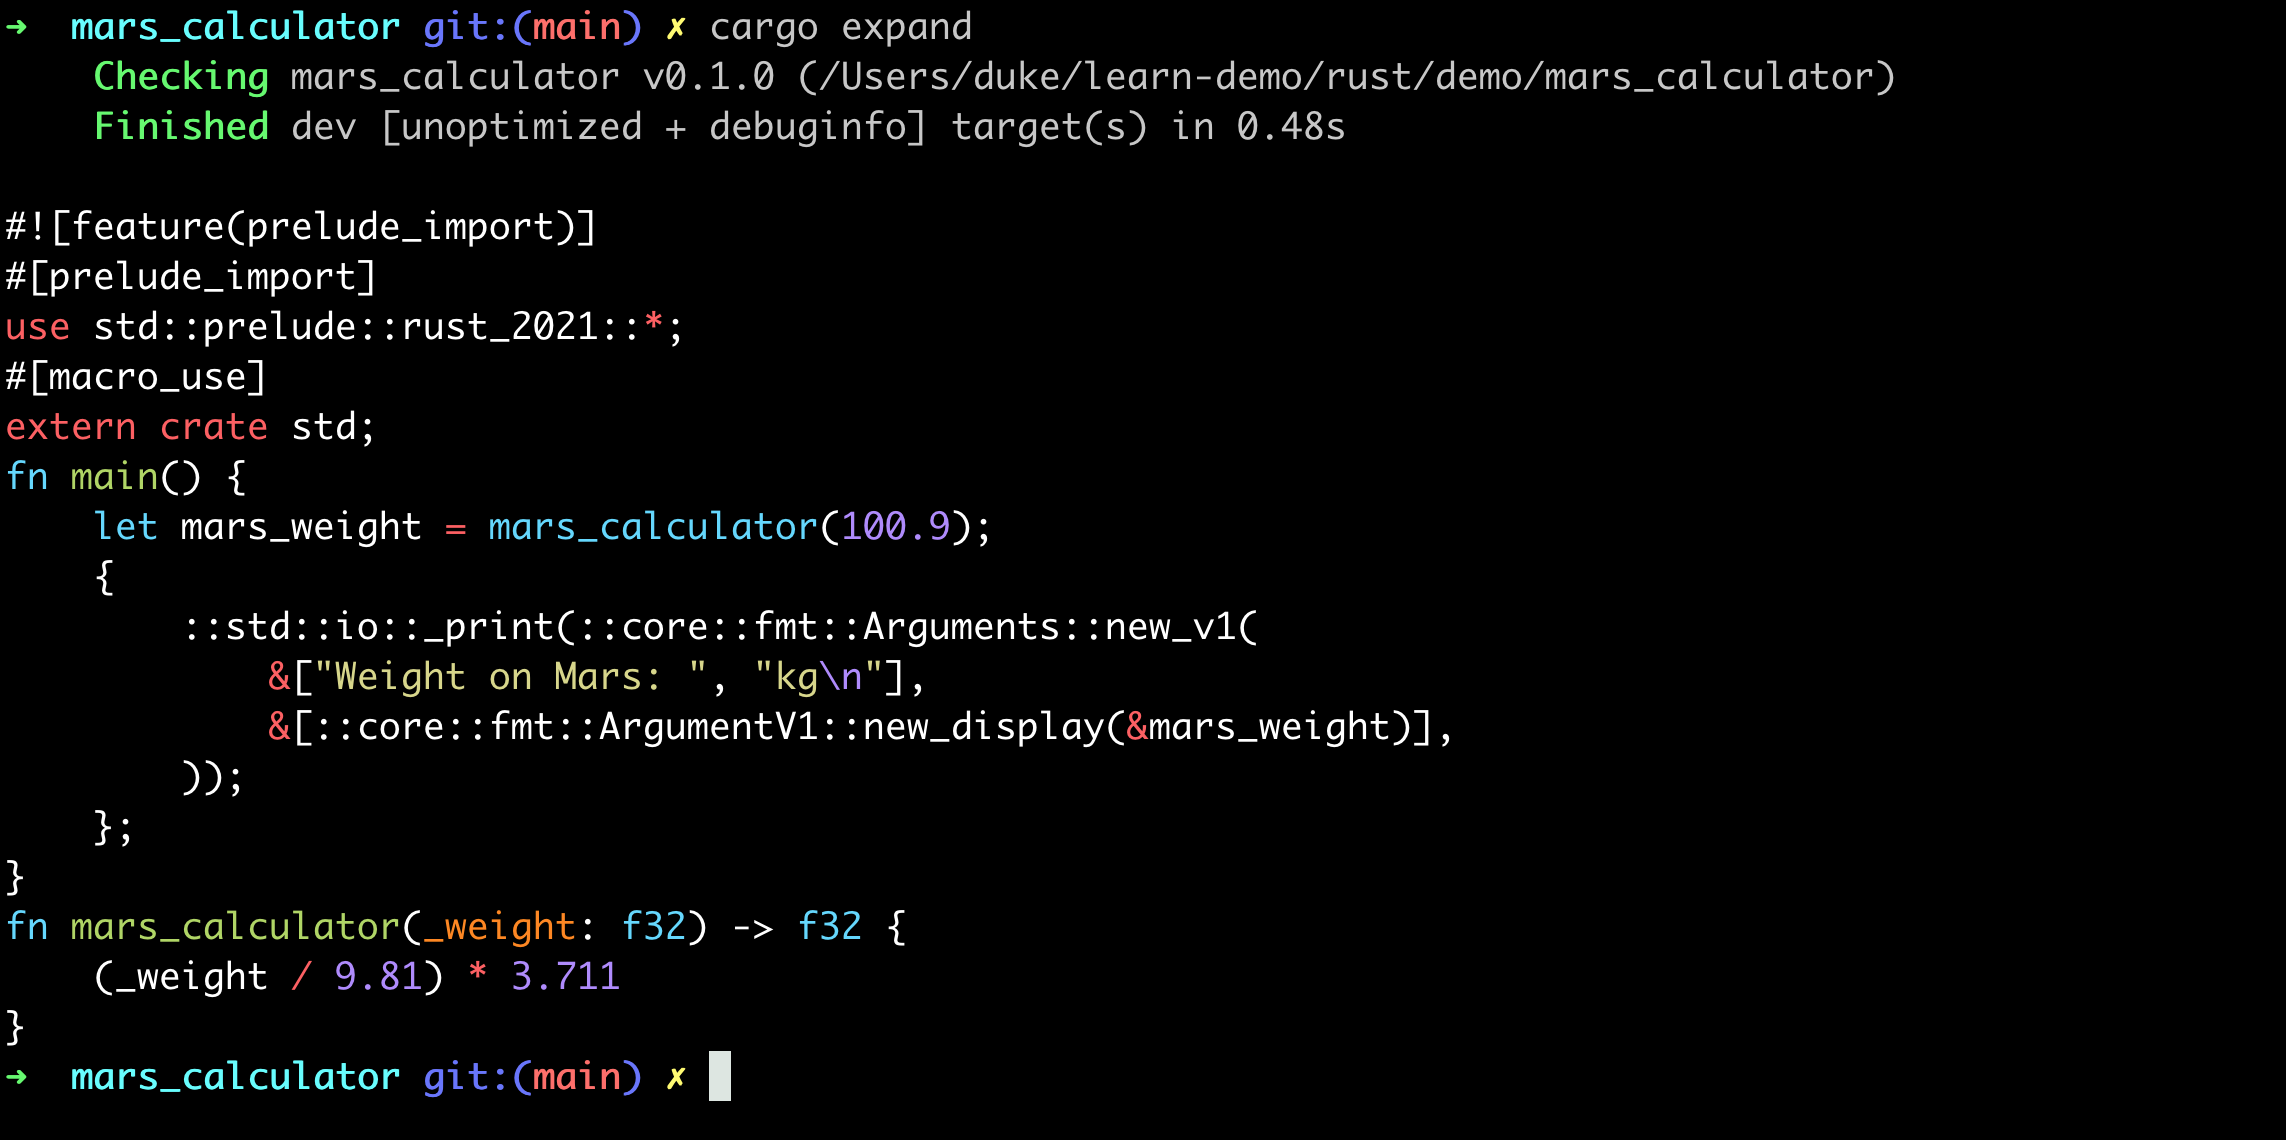 ➜  mars_calculator git:(main) ✗ cargo expand
    Checking mars_calculator v0.1.0 (/Users/duke/learn-demo/rust/demo/mars_calculator)
    Finished dev [unoptimized + debuginfo] target(s) in 0.48s

#![feature(prelude_import)]
#[prelude_import]
use std::prelude::rust_2021::*;
#[macro_use]
extern crate std;
fn main() {
    let mars_weight = mars_calculator(100.9);
    {
        ::std::io::_print(::core::fmt::Arguments::new_v1(
            &["Weight on Mars: ", "kg\n"],
            &[::core::fmt::ArgumentV1::new_display(&mars_weight)],
        ));
    };
}
fn mars_calculator(_weight: f32) -> f32 {
    (_weight / 9.81) * 3.711
}
➜  mars_calculator git:(main) ✗